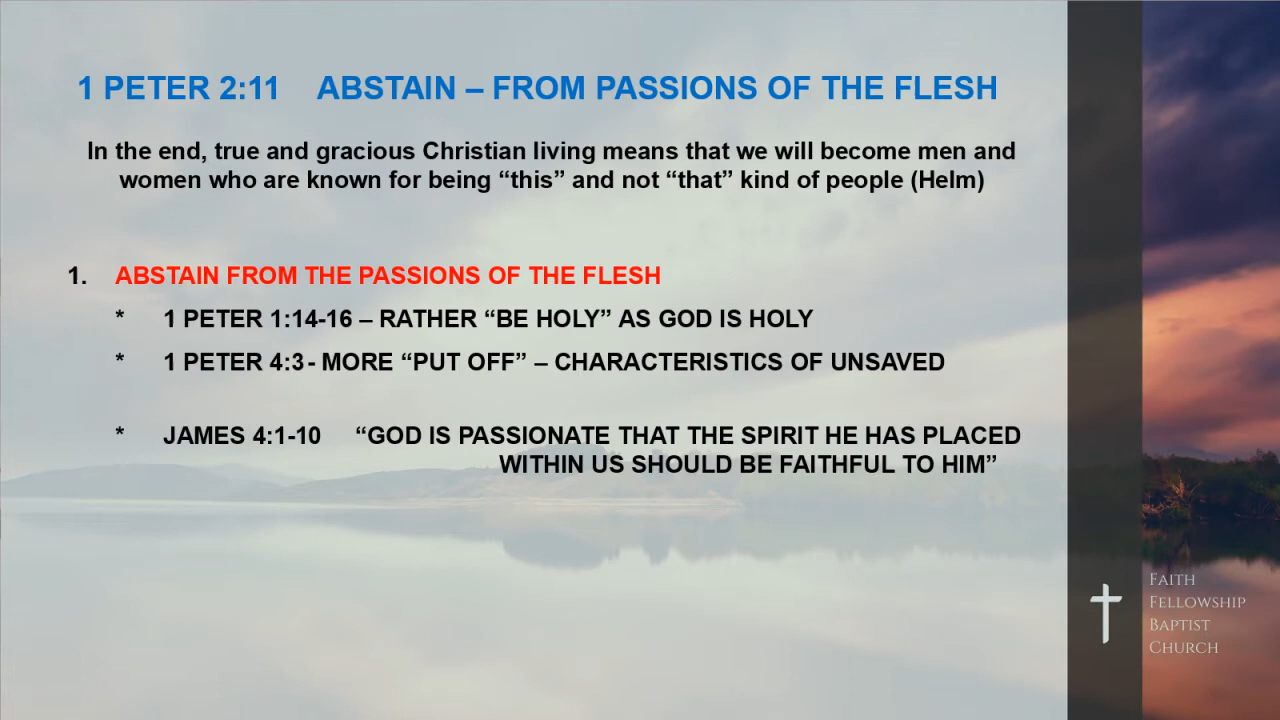 1 PETER 2:11 ABSTAIN – FROM PASSIONS OF THE FLESH
In the end, true and gracious Christian living means that we will become men and
women who are known for being “this” and not “that” kind of people (Helm)
1. ABSTAIN FROM THE PASSIONS OF THE FLESH
* 1 PETER 1:14-16 – RATHER “BE HOLY” AS GOD IS HOLY
* 1 PETER 4:3 - MORE “PUT OFF” – CHARACTERISTICS OF UNSAVED
* JAMES 4:1-10 “GOD IS PASSIONATE THAT THE SPIRIT HE HAS PLACED
WITHIN US SHOULD BE FAITHFUL TO HIM”
FAITH
FELLOWSHIP
BAPTIST
CHURCH